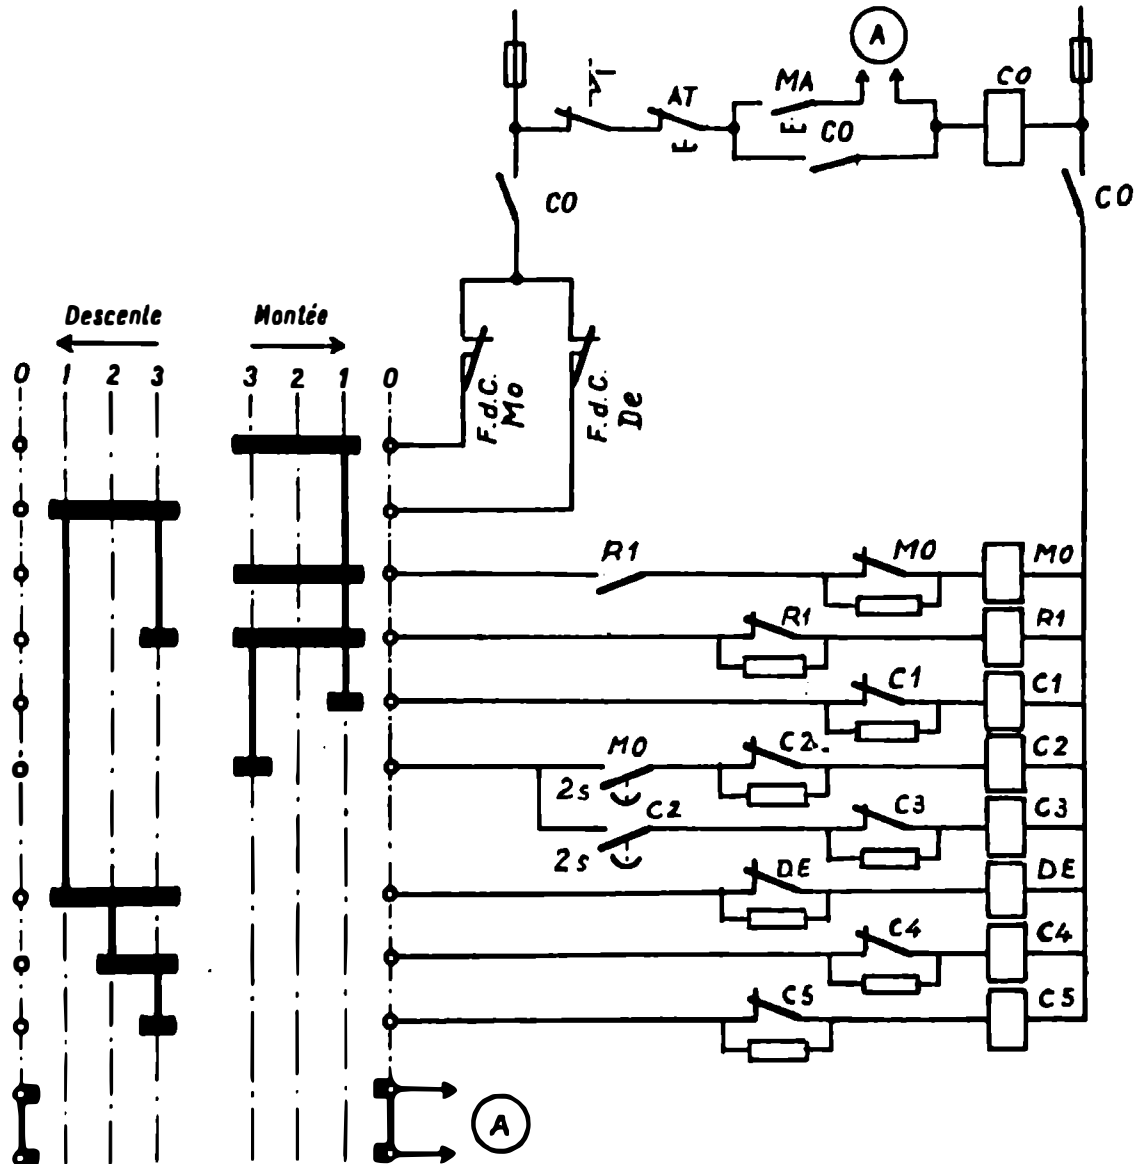 A
CO
MA
AT
CO
CO
CO
Descente
Montée
0 1 2 3 3 2 1 0
F.d.C. Mo
F.d.C. De
R1 MO MO
R1 R1
C1 C1
MO C2 C2
2s
C2 C3 C3
2s
DE DE
C4 C4
C5 C5
A